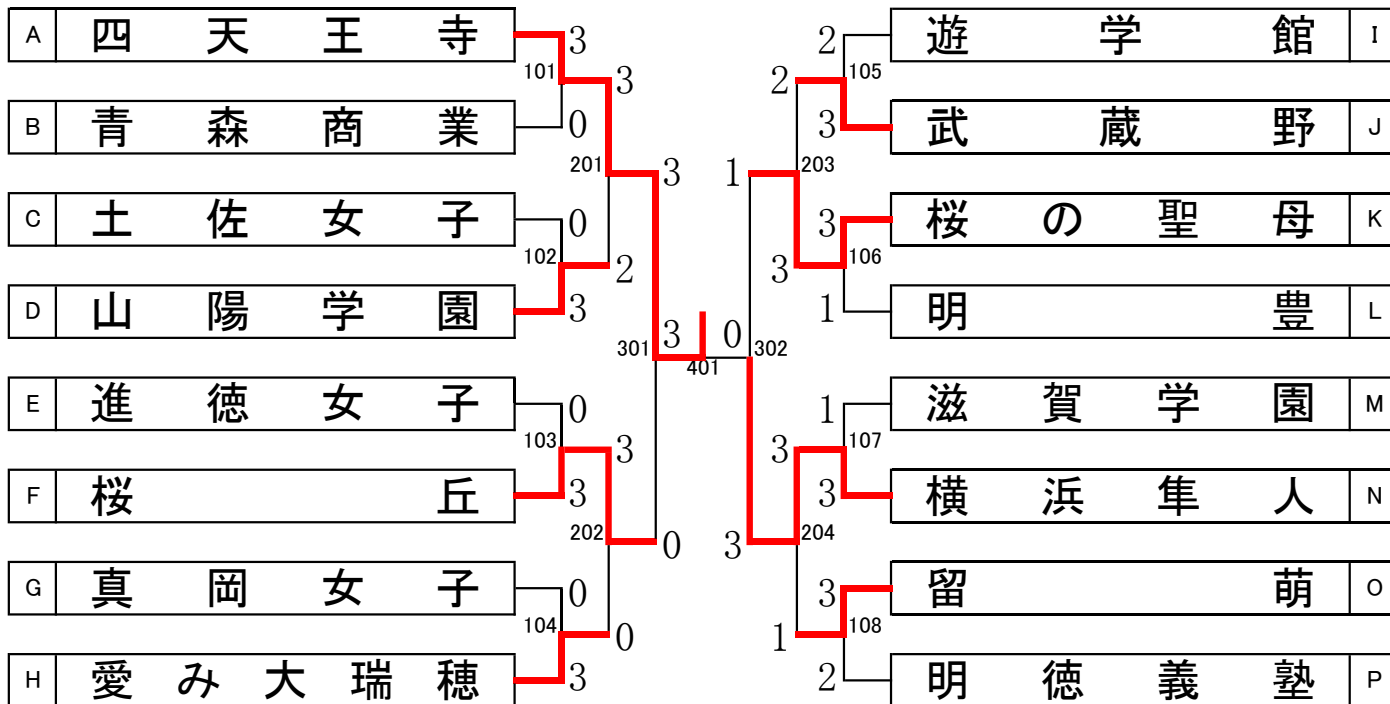 A 四天王寺 3 2 遊学館 I
101 3 2 105
B 青森商業 0 3 武蔵野 J
201 3 1 203
C 土佐女子 0 3 桜の聖母 K
102 2 3 106
D 山陽学園 3 1 明豊 L
301 3 401 0 302
E 進徳女子 0 1 滋賀学園 M
103 3 3 107
F 桜丘 3 3 横浜隼人 N
202 0 3 204
G 真岡女子 0 3 留萌 O
104 0 1 108
H 愛み大瑞穂 3 2 明徳義塾 P